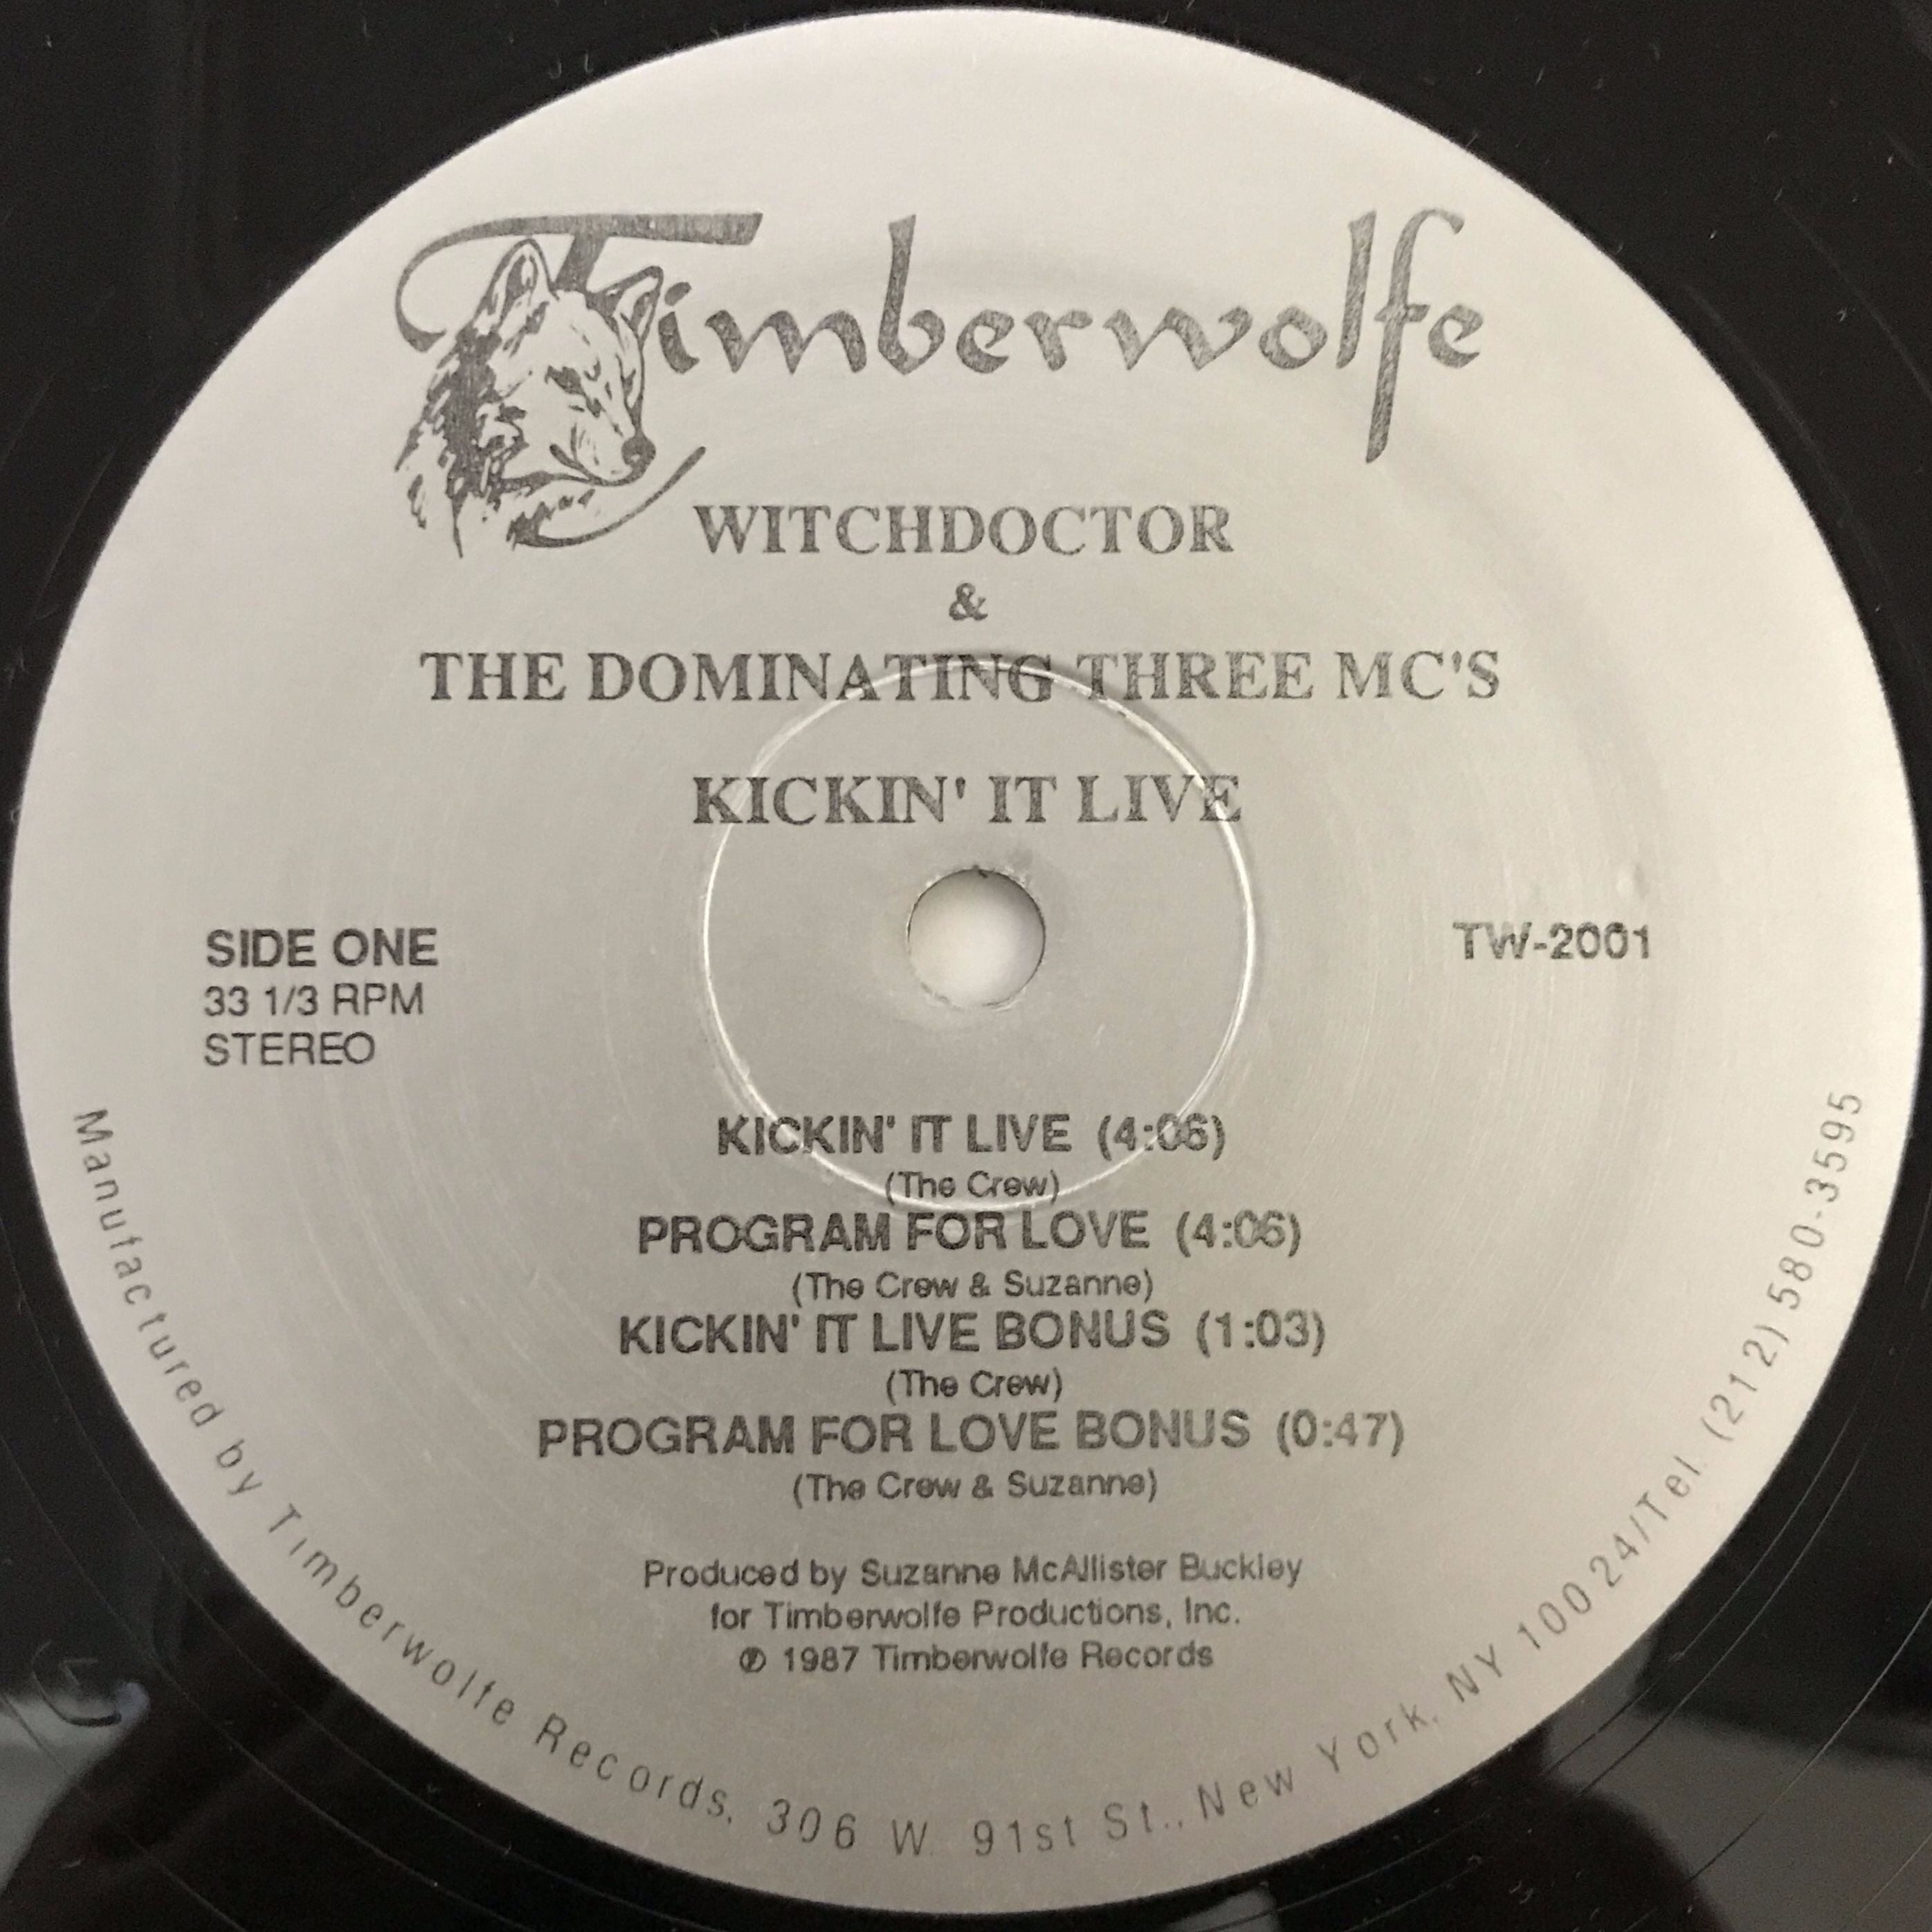 Timberwolfe
WITCHDOCTOR
&
THE DOMINATING THREE MC'S
KICKIN' IT LIVE
SIDE ONE
33 1/3 RPM
STEREO
TW-2001
KICKIN' IT LIVE (4:06)
(The Crew)
PROGRAM FOR LOVE (4:06)
(The Crew & Suzanne)
KICKIN' IT LIVE BONUS (1:03)
(The Crew)
PROGRAM FOR LOVE BONUS (0:47)
(The Crew & Suzanne)
Produced by Suzanne McAllister Buckley
for Timberwolfe Productions, Inc.
℗ 1987 Timberwolfe Records
Manufactured by Timberwolfe Records, 306 W 91st St., New York, NY 10024/Tel. (212) 580-3595